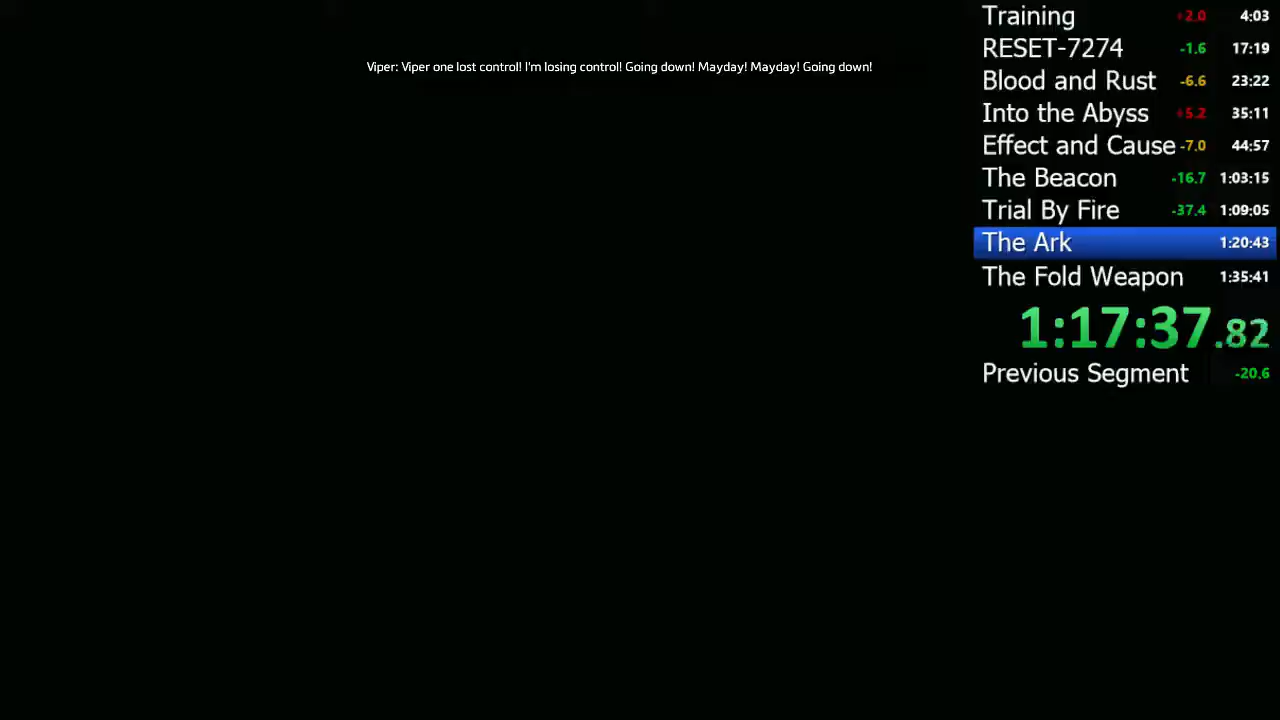 Viper: Viper one lost control! I'm losing control! Going down! Mayday! Mayday! Going down!
Training +2.0 4:03
RESET-7274 -1.6 17:19
Blood and Rust -6.6 23:22
Into the Abyss +5.2 35:11
Effect and Cause -7.0 44:57
The Beacon -16.7 1:03:15
Trial By Fire -37.4 1:09:05
The Ark 1:20:43
The Fold Weapon 1:35:41
1:17:37.82
Previous Segment -20.6